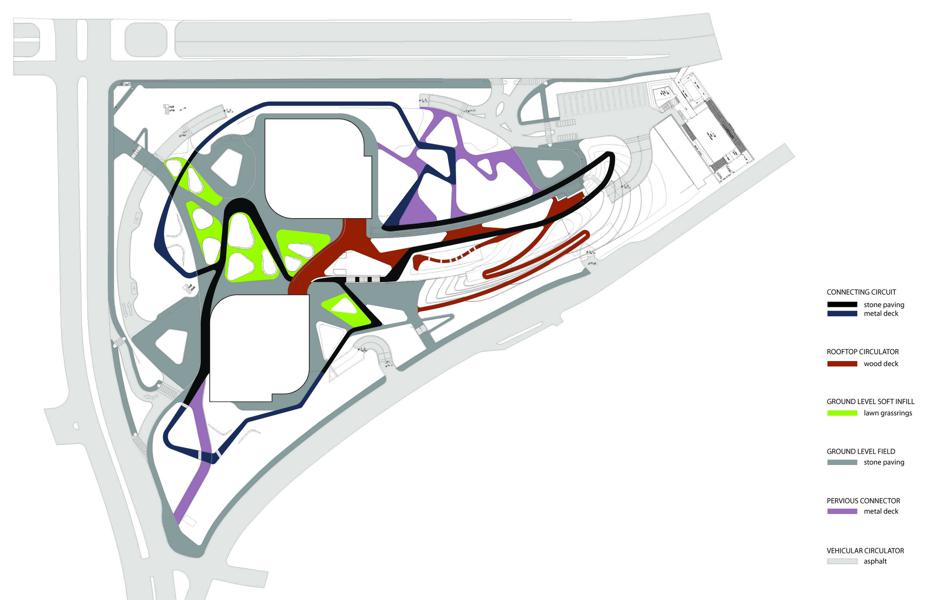 CONNECTING CIRCUIT
stone paving
metal deck
ROOFTOP CIRCULATOR
wood deck
GROUND LEVEL SOFT INFILL
lawn grassrings
GROUND LEVEL FIELD
stone paving
PERVIOUS CONNECTOR
metal deck
VEHICULAR CIRCULATOR
asphalt